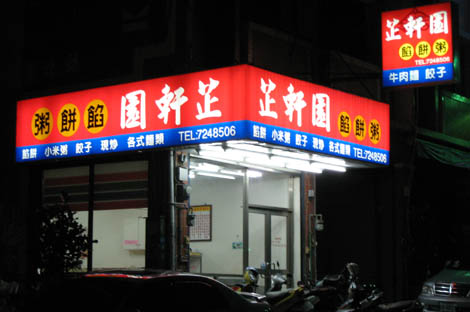 芷軒園
餡餅粥
TEL:7248506
牛肉麵 餃子
芷軒園 餡餅粥
餡餅 小米粥 餃子 現炒 各式麵類 TEL:7248506
芷軒園 餡餅粥
餡餅 小米粥 餃子 現炒 各式麵類 TEL:7248506